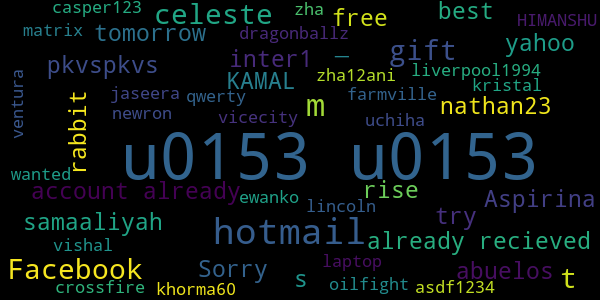 casper123
celeste
zha
free
best
HIMANSHU
matrix
tomorrow
dragonballz
yahoo
pkvspkvs
inter1
—
gift
KAMAL
zha12ani
liverpool1994
kristal
ventura
rabbit
jaseera
qwerty
m
farmville
nathan23
newron
vicecity
uchiha
u0153 u0153
wanted
account already
ewanko
rise
Aspirina
lincoln
samaaliyah
hotmail
try
vishal
already recieved
Facebook
Sorry
s
laptop
abuelos
t
crossfire
khorma60
oilfight
asdf1234